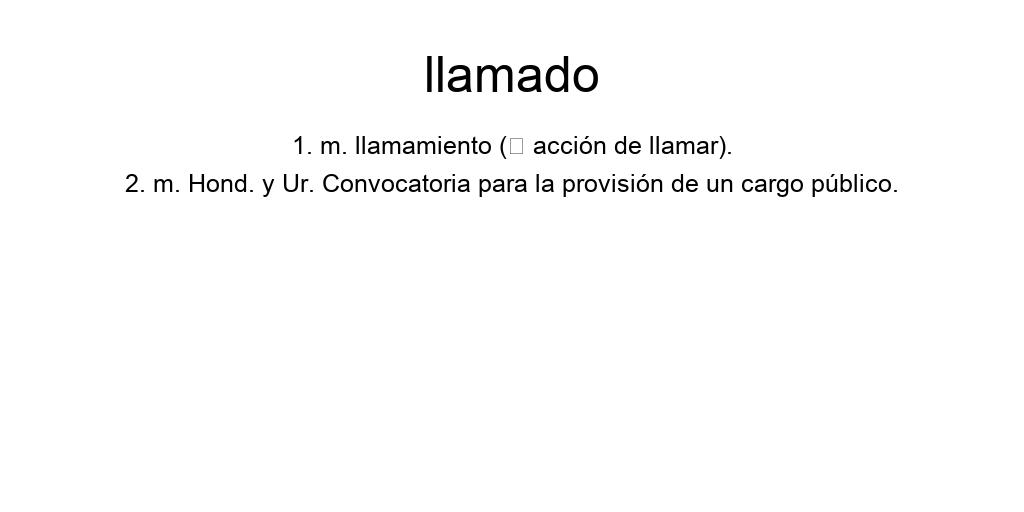 llamado
1. m. llamamiento (□ acción de llamar).
2. m. Hond. y Ur. Convocatoria para la provisión de un cargo público.